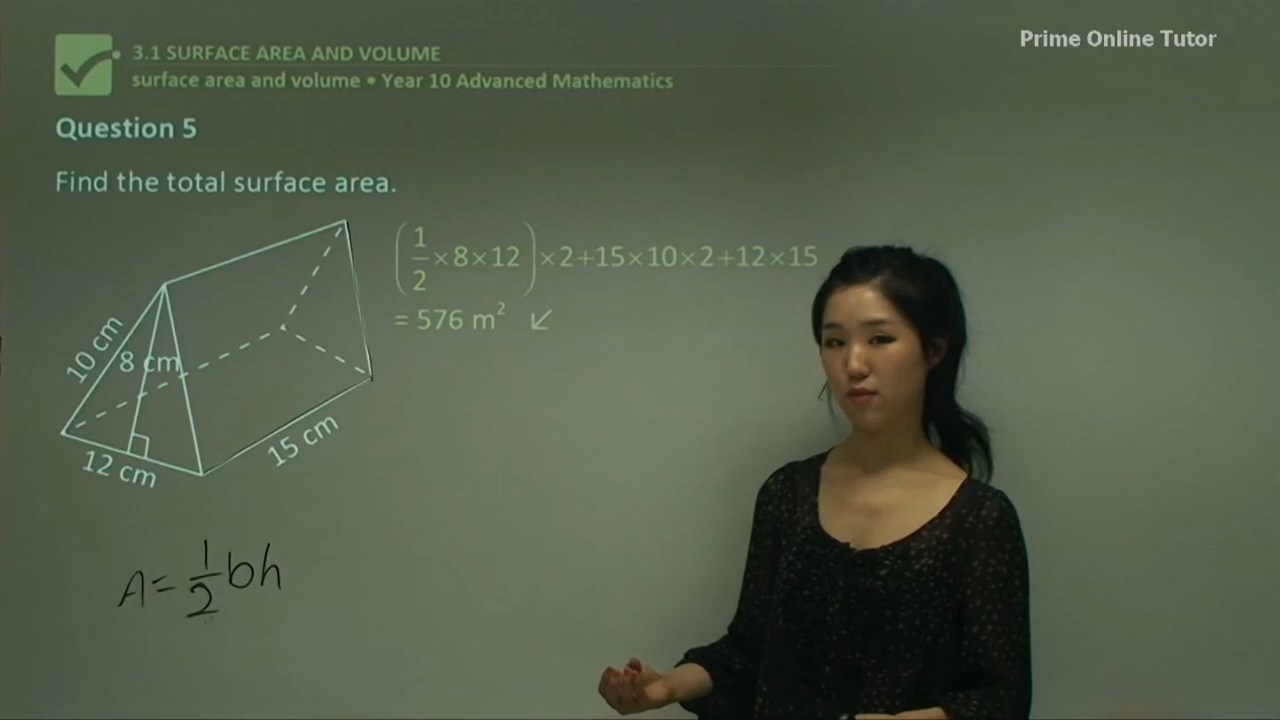 Prime Online Tutor
3.1 SURFACE AREA AND VOLUME
surface area and volume • Year 10 Advanced Mathematics
Question 5
Find the total surface area.
(1/2×8×12)×2+15×10×2+12×15
= 576 m²
10 cm
8 cm
12 cm
15 cm
A = 1/2 bh